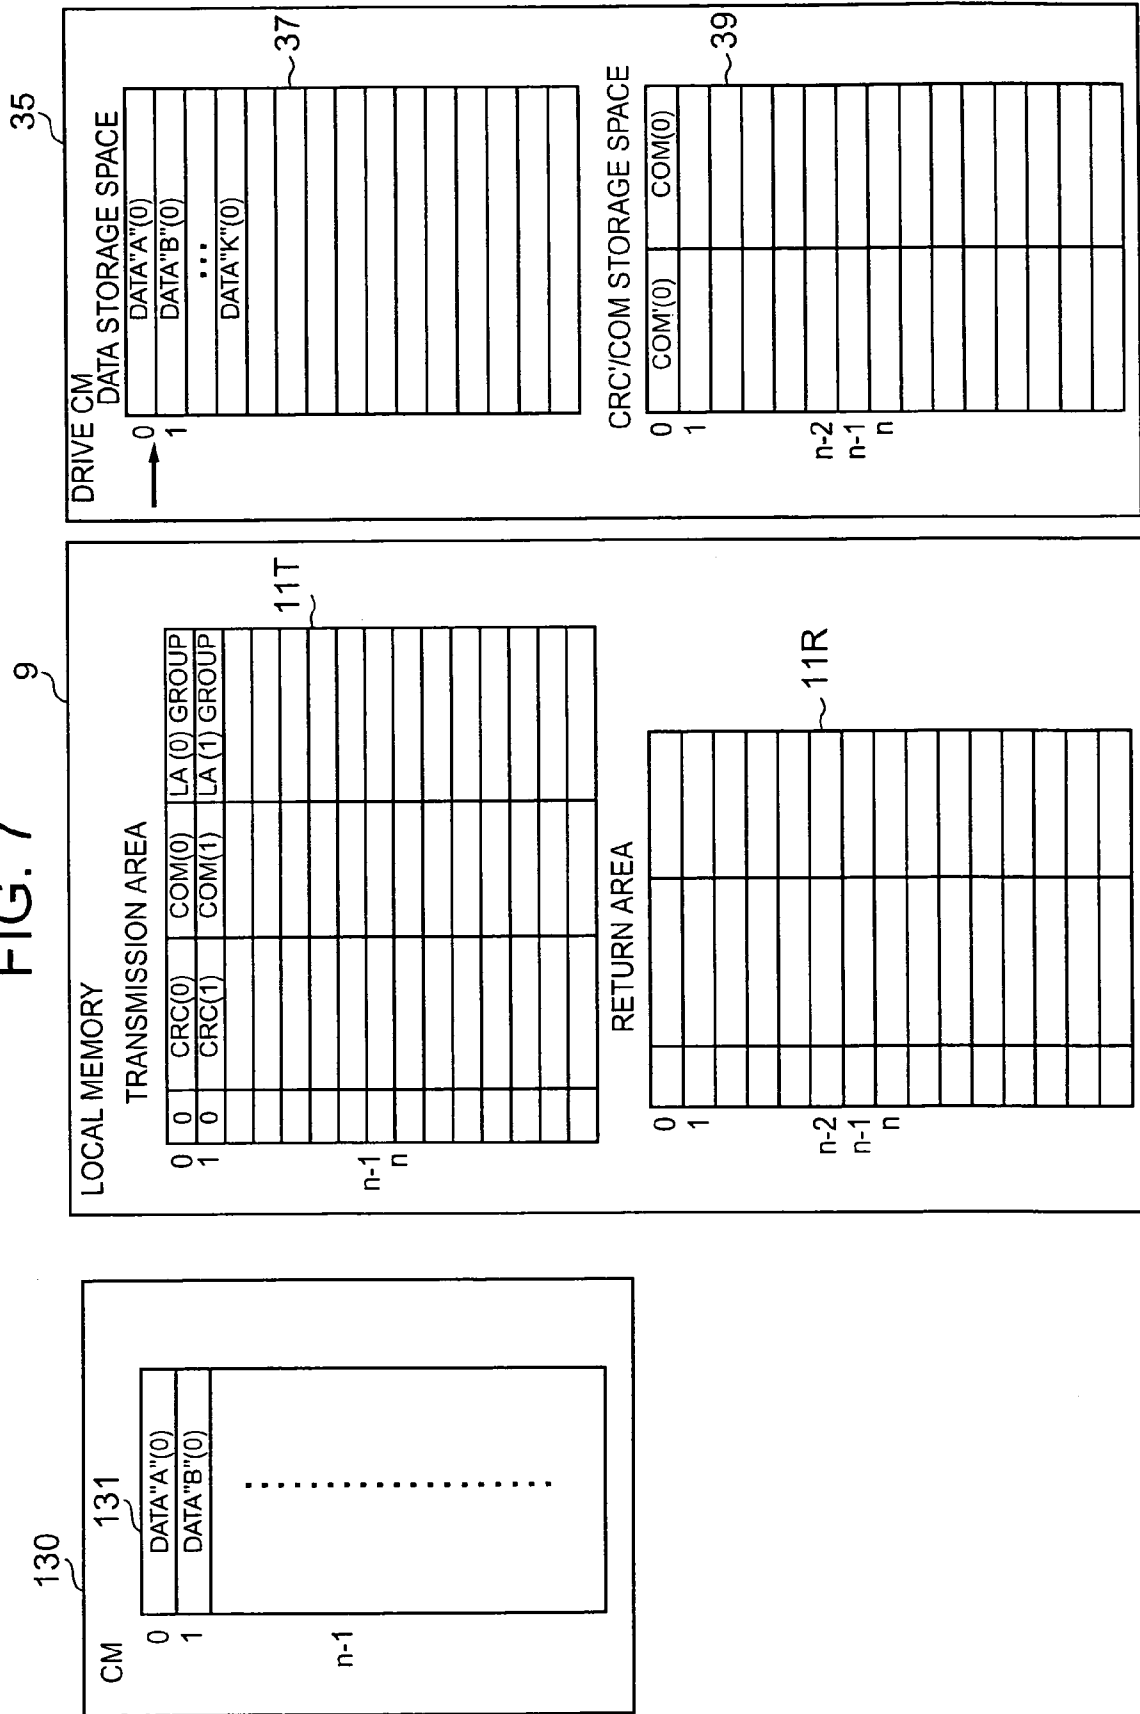 FIG. 7
130
CM
131
0
DATA"A"(0)
1
DATA"B"(0)
n-1
9
LOCAL MEMORY
TRANSMISSION AREA
11T
0
0 CRC(0) COM(0) LA (0) GROUP
1
0 CRC(1) COM(1) LA (1) GROUP
n-1
n
RETURN AREA
11R
0
1
n-2
n-1
n
35
DRIVE CM
DATA STORAGE SPACE
37
0
DATA"A"(0)
1
DATA"B"(0)
...
DATA"K"(0)
CRC'/COM STORAGE SPACE
39
0
COM'(0) COM(0)
1
n-2
n-1
n